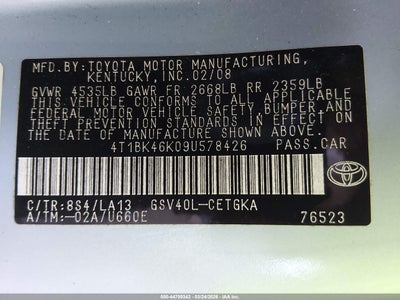 MFD.BY:TOYOTA MOTOR MANUFACTURING,
KENTUCKY,INC.02/08
GVWR 4535LB GAWR FR 2668LB RR 2359LB
THIS VEHICLE CONFORMS TO ALL APPLICABLE
FEDERAL MOTOR VEHICLE SAFETY,BUMPER,AND
THEFT PREVENTION STANDARDS IN EFFECT ON
THE DATE OF MANUFACTURE SHOWN ABOVE.
4T1BK46K09U578426 PASS.CAR
C/TR:8S4/LA13 GSV40L-CETGKA
A/TM:-02A/U660E 76523
TOYOTA